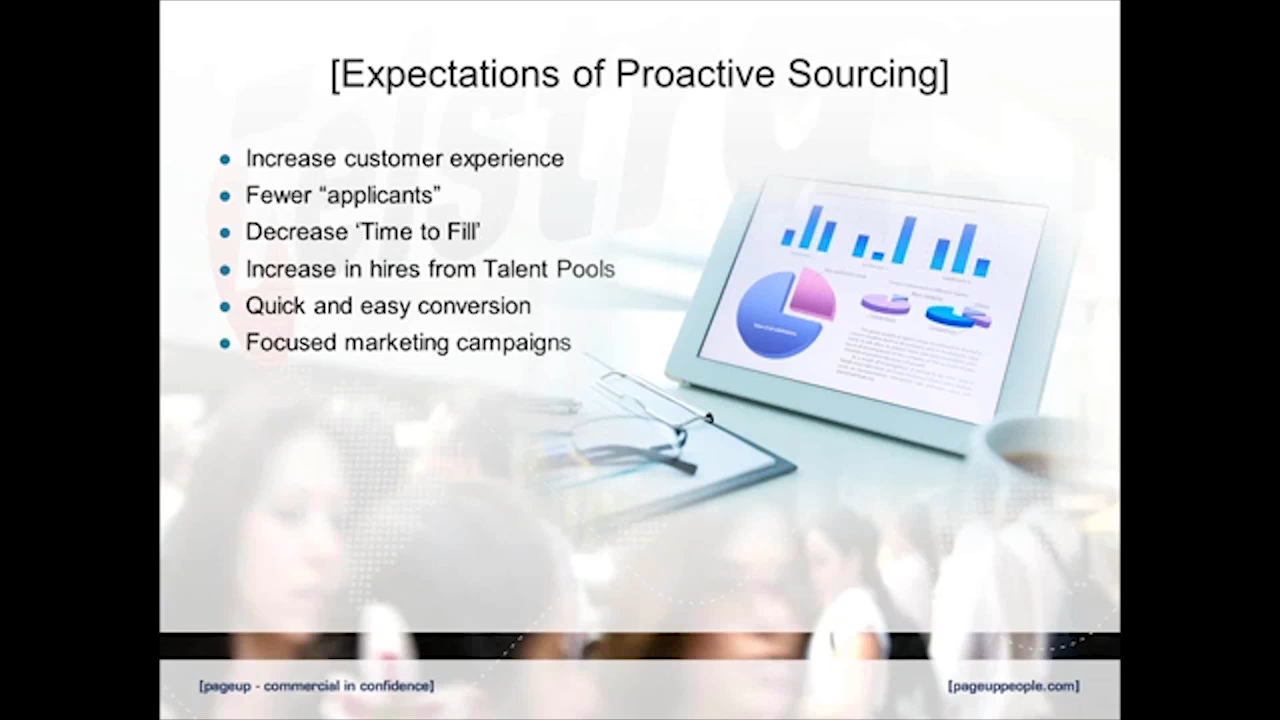 [Expectations of Proactive Sourcing]
Increase customer experience
Fewer “applicants”
Decrease ‘Time to Fill’
Increase in hires from Talent Pools
Quick and easy conversion
Focused marketing campaigns
[pageup - commercial in confidence]
[pageuppeople.com]